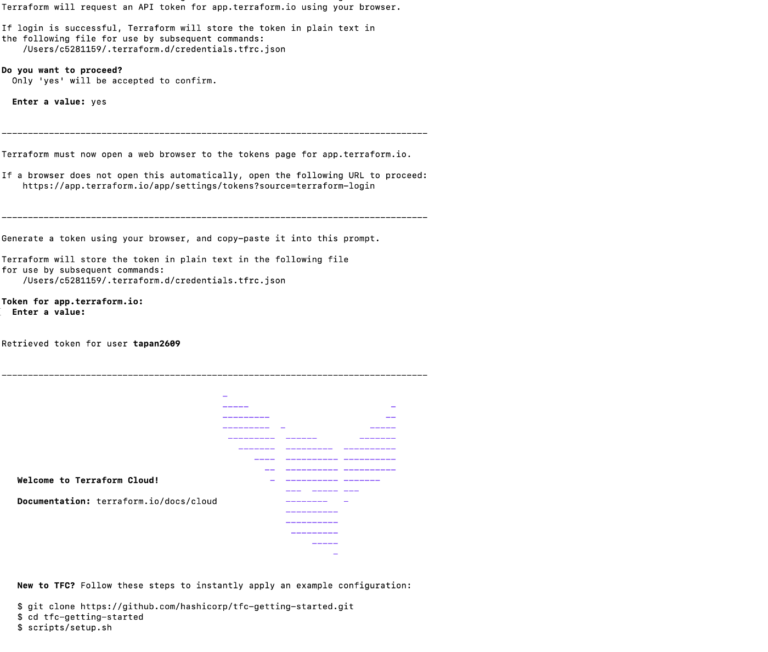 Terraform will request an API token for app.terraform.io using your browser.
If login is successful, Terraform will store the token in plain text in
the following file for use by subsequent commands:
/Users/c5281159/.terraform.d/credentials.tfrc.json
Do you want to proceed?
Only 'yes' will be accepted to confirm.
Enter a value: yes
---------------------------------------------------------------------------------
Terraform must now open a web browser to the tokens page for app.terraform.io.
If a browser does not open this automatically, open the following URL to proceed:
https://app.terraform.io/app/settings/tokens?source=terraform-login
---------------------------------------------------------------------------------
Generate a token using your browser, and copy-paste it into this prompt.
Terraform will store the token in plain text in the following file
for use by subsequent commands:
/Users/c5281159/.terraform.d/credentials.tfrc.json
Token for app.terraform.io:
Enter a value:
Retrieved token for user tapan2609
---------------------------------------------------------------------------------
Welcome to Terraform Cloud!
Documentation: terraform.io/docs/cloud
New to TFC? Follow these steps to instantly apply an example configuration:
$ git clone https://github.com/hashicorp/tfc-getting-started.git
$ cd tfc-getting-started
$ scripts/setup.sh